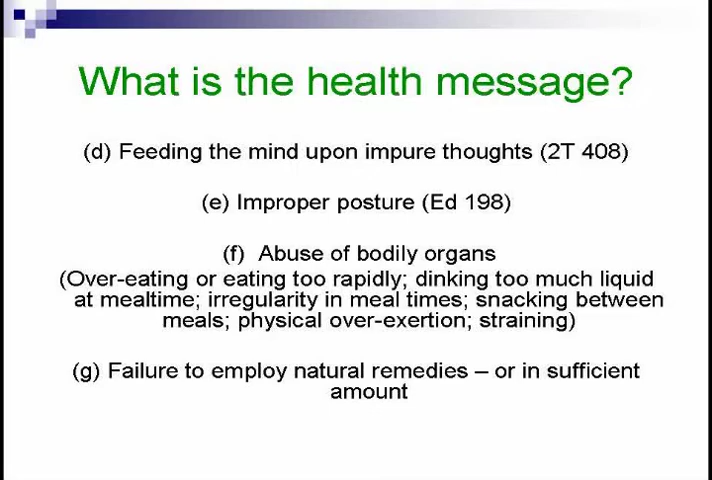 What is the health message?
(d) Feeding the mind upon impure thoughts (2T 408)
(e) Improper posture (Ed 198)
(f) Abuse of bodily organs
(Over-eating or eating too rapidly; dinking too much liquid
at mealtime; irregularity in meal times; snacking between
meals; physical over-exertion; straining)
(g) Failure to employ natural remedies – or in sufficient
amount